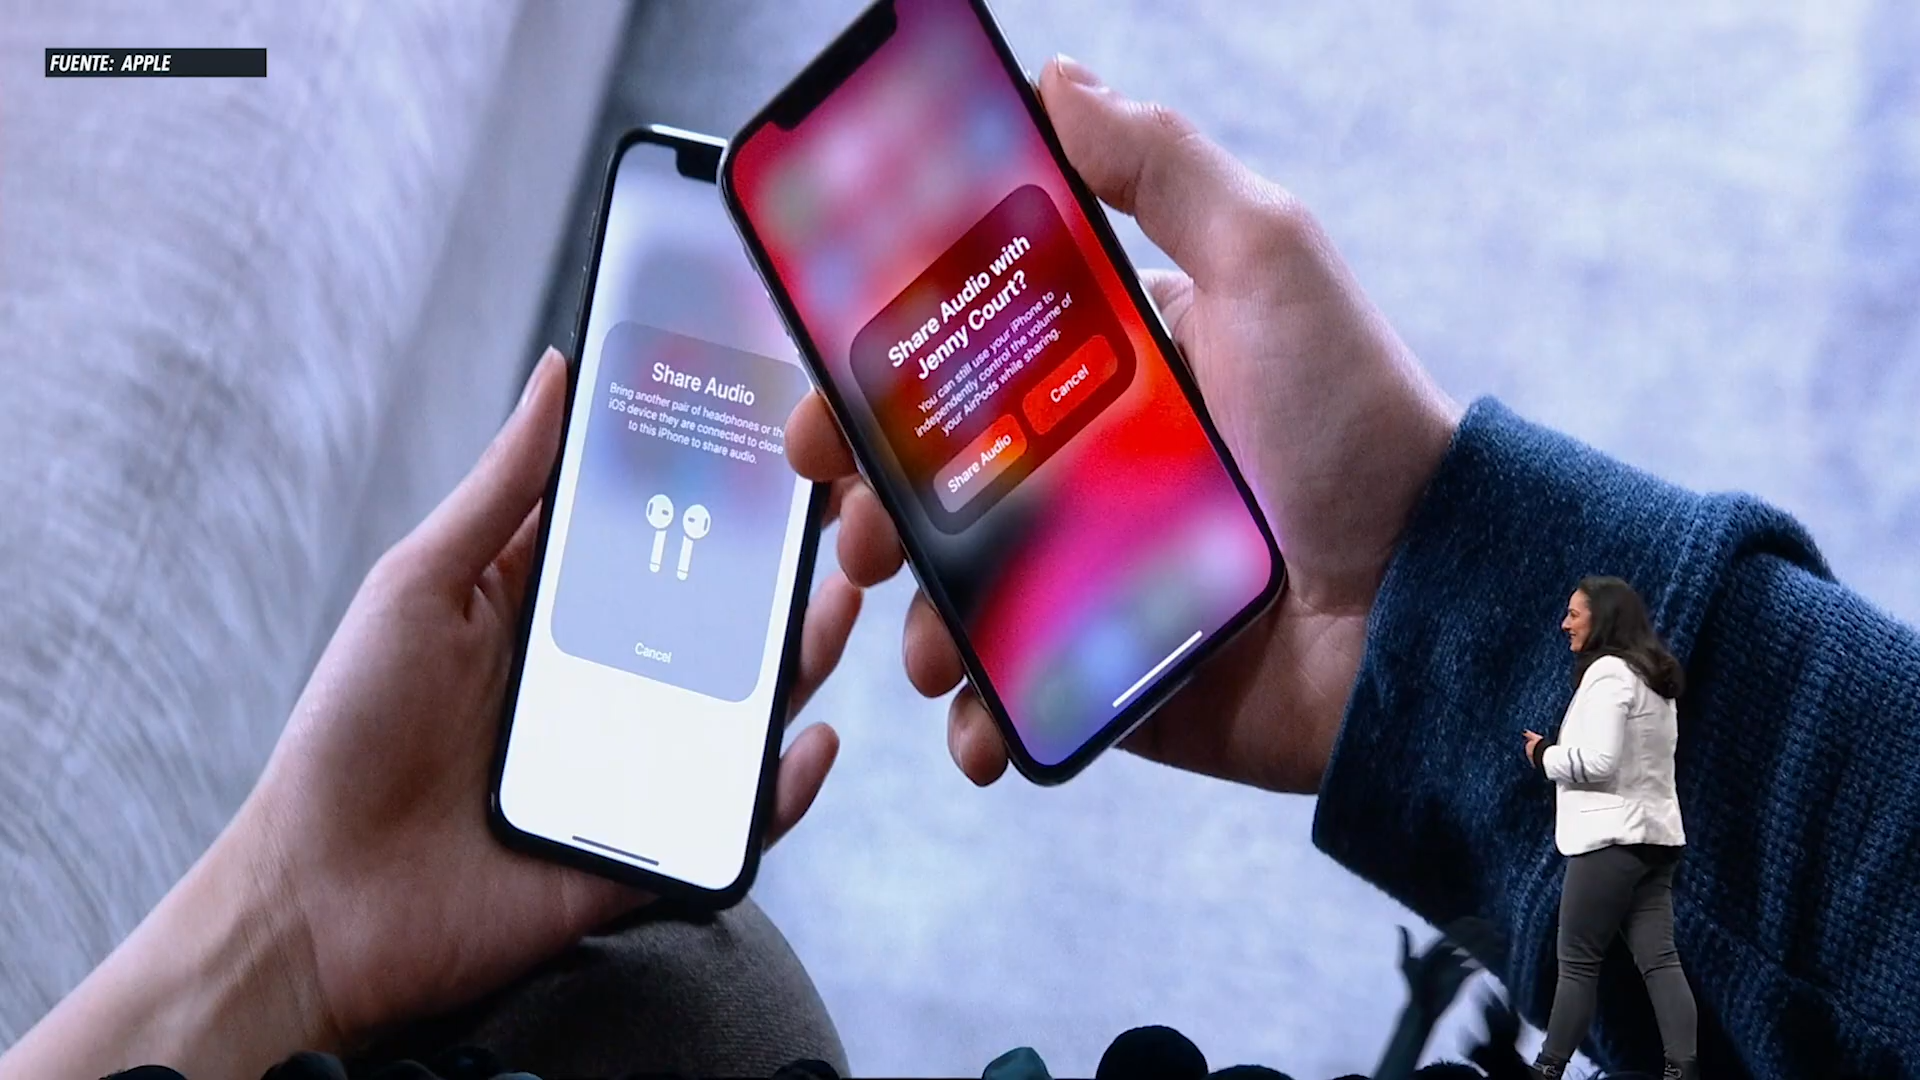 FUENTE: APPLE
Share Audio
Bring another pair of headphones or the
iOS device they are connected to close
to this iPhone to share audio.
Cancel
Share Audio with
Jenny Court?
You can still use your iPhone to
independently control the volume of
your AirPods while sharing.
Share Audio
Cancel